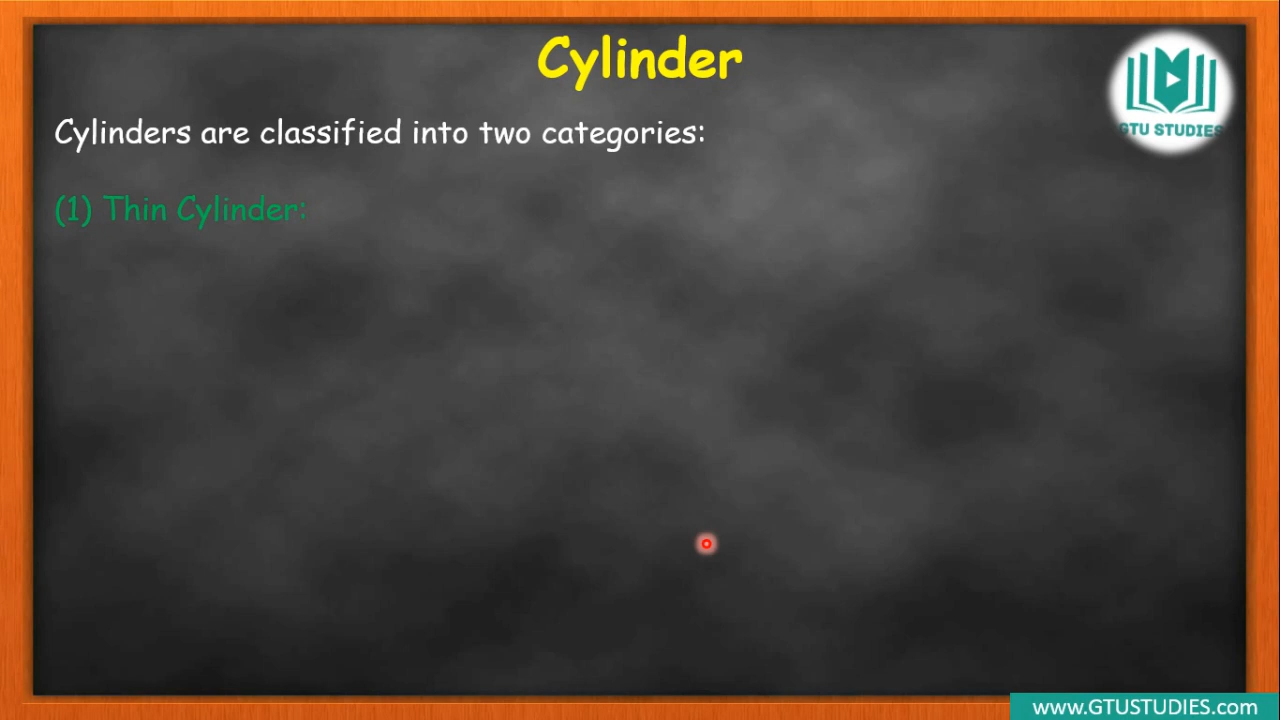 Cylinder
Cylinders are classified into two categories:
(1) Thin Cylinder:
GTU STUDIES
www.GTUSTUDIES.com